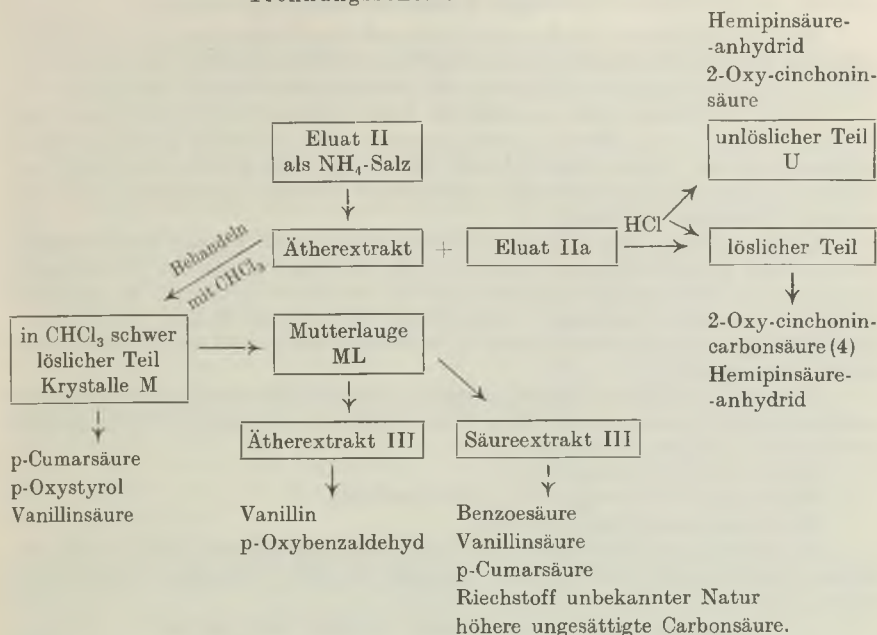 Hemipinsäure-
-anhydrid
2-Oxy-cinchonin-
säure
Eluat II
als NH₄-Salz
unlöslicher Teil
U
HCl
Behandeln
mit CHCl₃
Ätherextrakt
+
Eluat IIa
löslicher Teil
in CHCl₃ schwer
löslicher Teil
Krystalle M
Mutterlauge
ML
2-Oxy-cinchonin-
carbonsäure (4)
Hemipinsäure-
-anhydrid
Ätherextrakt III
Säureextrakt III
p-Cumarsäure
p-Oxystyrol
Vanillinsäure
Vanillin
p-Oxybenzaldehyd
Benzoesäure
Vanillinsäure
p-Cumarsäure
Riechstoff unbekannter Natur
höhere ungesättigte Carbonsäure.